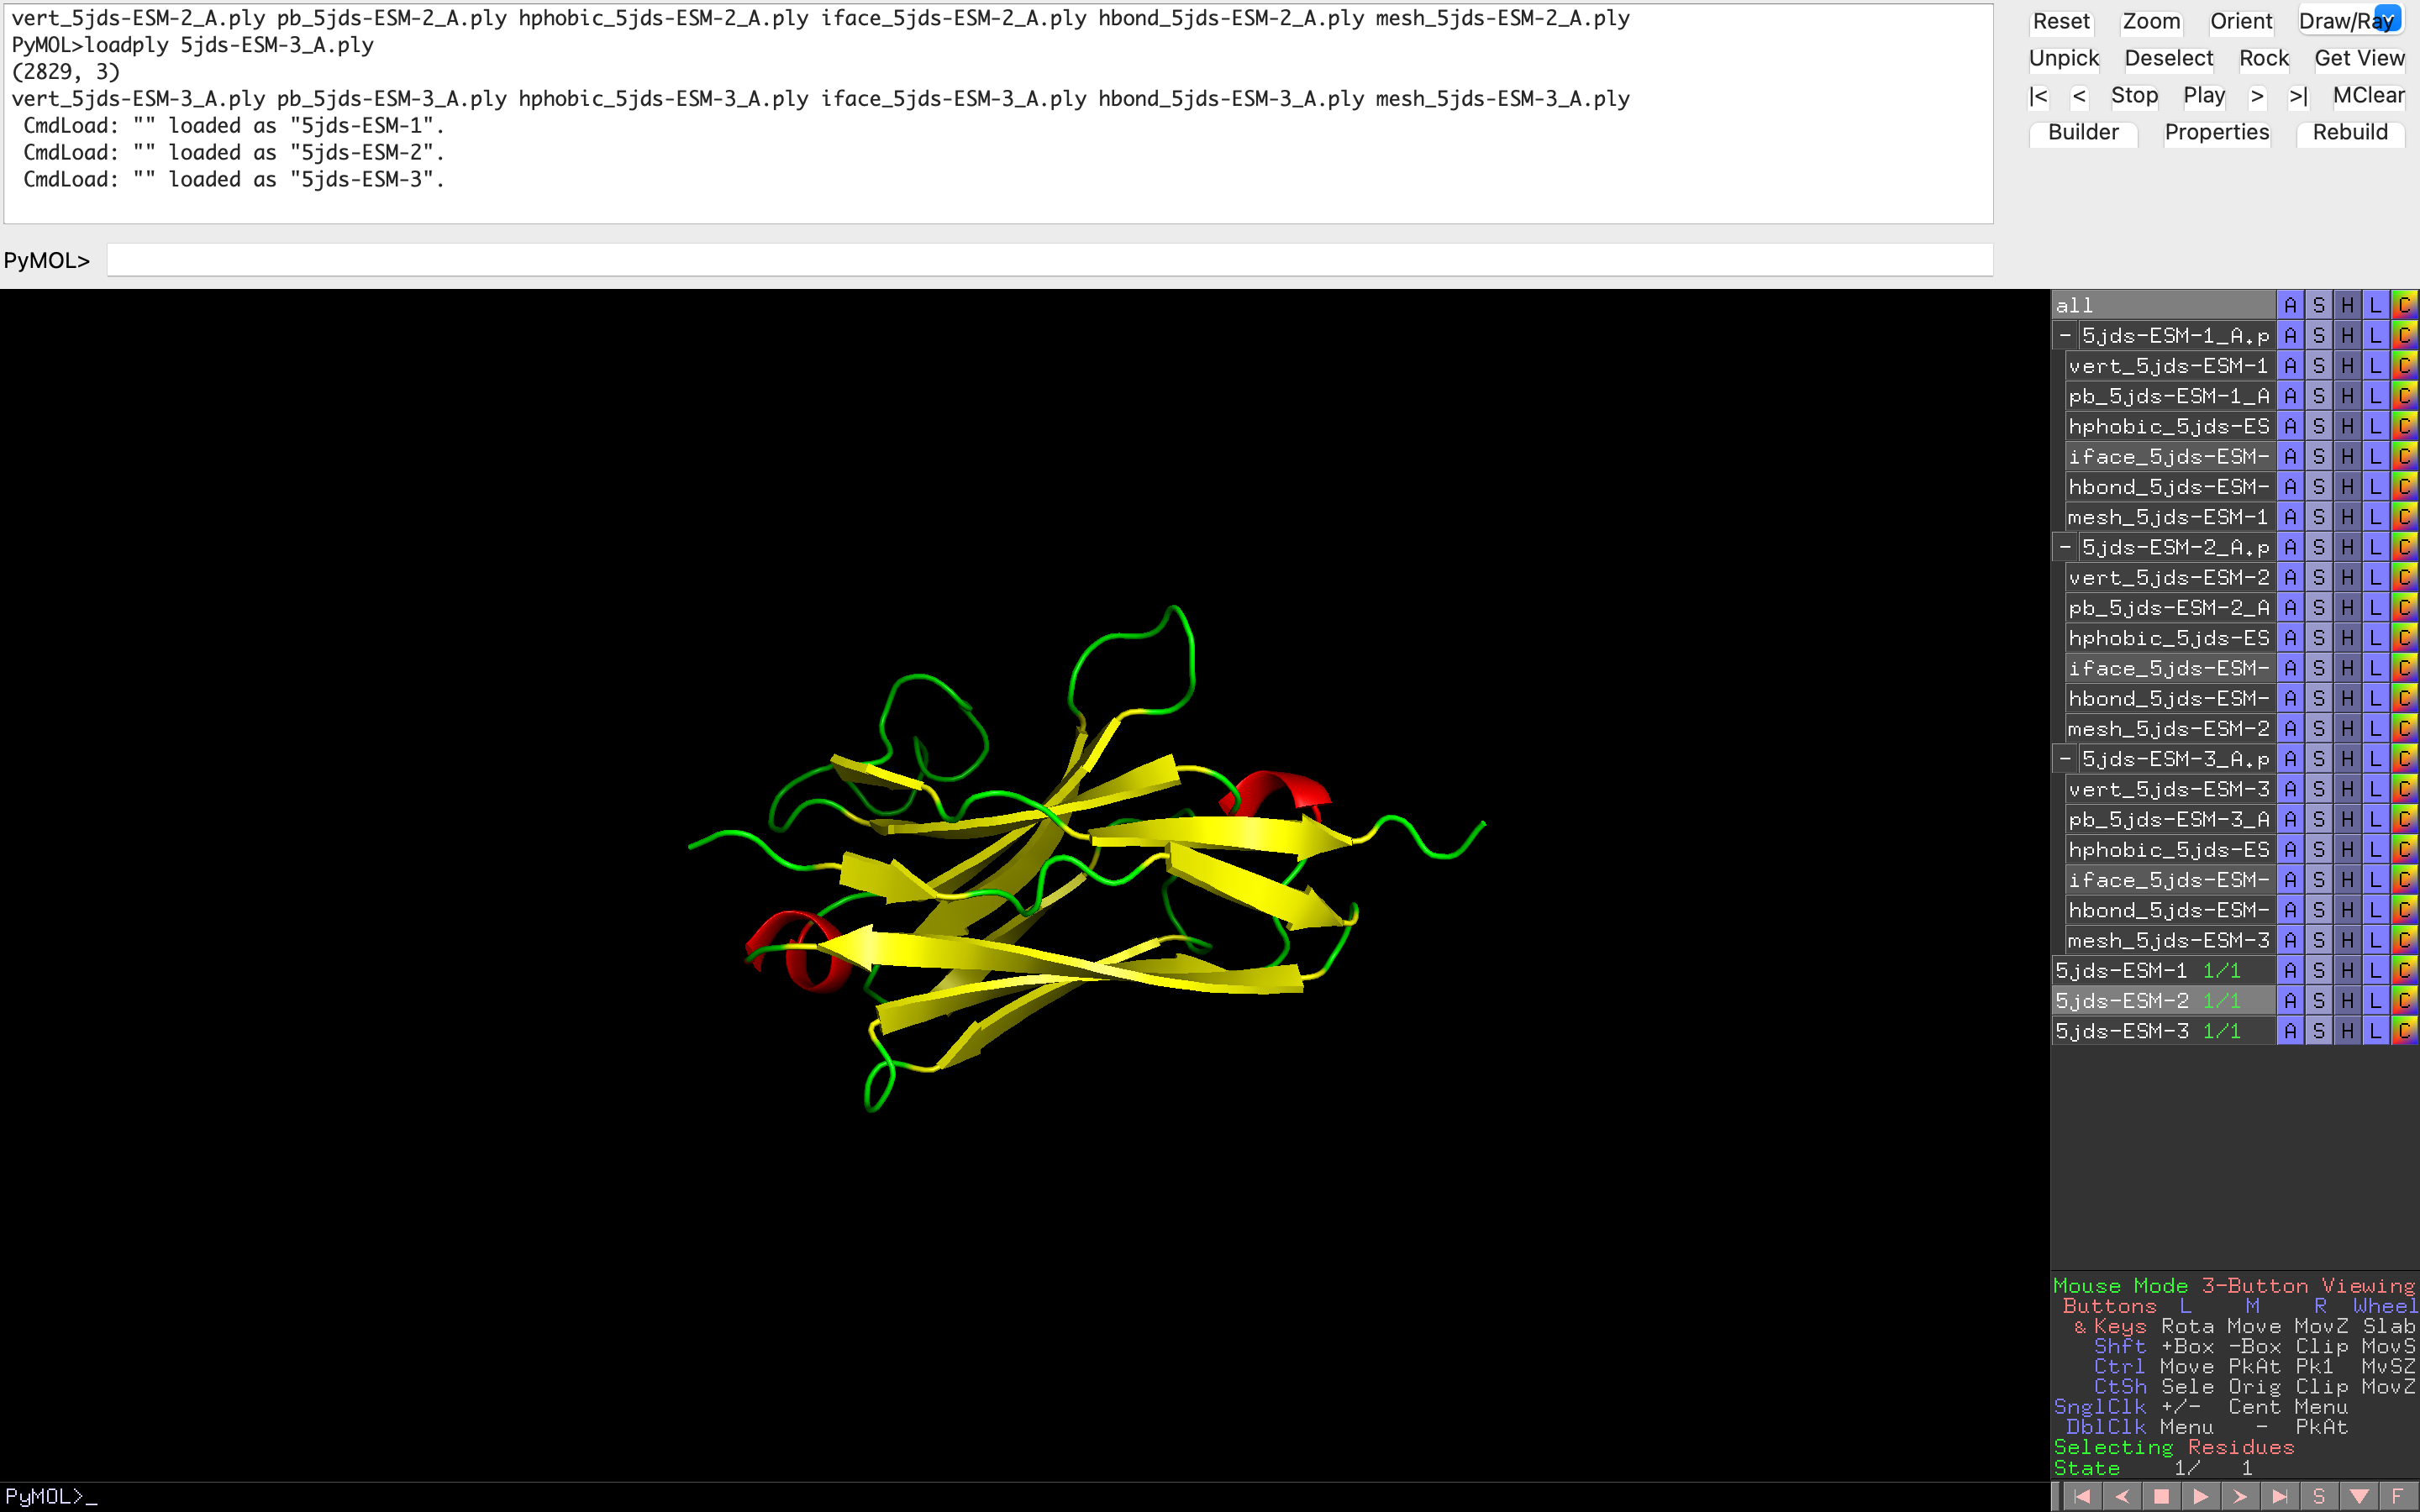 vert_5jds-ESM-2_A.ply pb_5jds-ESM-2_A.ply hphobic_5jds-ESM-2_A.ply iface_5jds-ESM-2_A.ply hbond_5jds-ESM-2_A.ply mesh_5jds-ESM-2_A.ply
PyMOL>loadply 5jds-ESM-3_A.ply
(2829, 3)
vert_5jds-ESM-3_A.ply pb_5jds-ESM-3_A.ply hphobic_5jds-ESM-3_A.ply iface_5jds-ESM-3_A.ply hbond_5jds-ESM-3_A.ply mesh_5jds-ESM-3_A.ply
CmdLoad: "" loaded as "5jds-ESM-1".
CmdLoad: "" loaded as "5jds-ESM-2".
CmdLoad: "" loaded as "5jds-ESM-3".
PyMOL>
Reset Zoom Orient Draw/Ray
Unpick Deselect Rock Get View
|< < Stop Play > >| MClear
Builder Properties Rebuild
all A S H L C
- 5jds-ESM-1_A.p A S H L C
vert_5jds-ESM-1 A S H L C
pb_5jds-ESM-1_A A S H L C
hphobic_5jds-ES A S H L C
iface_5jds-ESM- A S H L C
hbond_5jds-ESM- A S H L C
mesh_5jds-ESM-1 A S H L C
- 5jds-ESM-2_A.p A S H L C
vert_5jds-ESM-2 A S H L C
pb_5jds-ESM-2_A A S H L C
hphobic_5jds-ES A S H L C
iface_5jds-ESM- A S H L C
hbond_5jds-ESM- A S H L C
mesh_5jds-ESM-2 A S H L C
- 5jds-ESM-3_A.p A S H L C
vert_5jds-ESM-3 A S H L C
pb_5jds-ESM-3_A A S H L C
hphobic_5jds-ES A S H L C
iface_5jds-ESM- A S H L C
hbond_5jds-ESM- A S H L C
mesh_5jds-ESM-3 A S H L C
5jds-ESM-1 1/1 A S H L C
5jds-ESM-2 1/1 A S H L C
5jds-ESM-3 1/1 A S H L C
Mouse Mode 3-Button Viewing
Buttons L M R Wheel
& Keys Rota Move MovZ Slab
Shft +Box -Box Clip MovS
Ctrl Move PkAt Pk1 MvSZ
CtSh Sele Orig Clip MovZ
SnglClk +/- Cent Menu
DblClk Menu - PkAt
Selecting Residues
State 1/ 1
PyMOL>_
S F